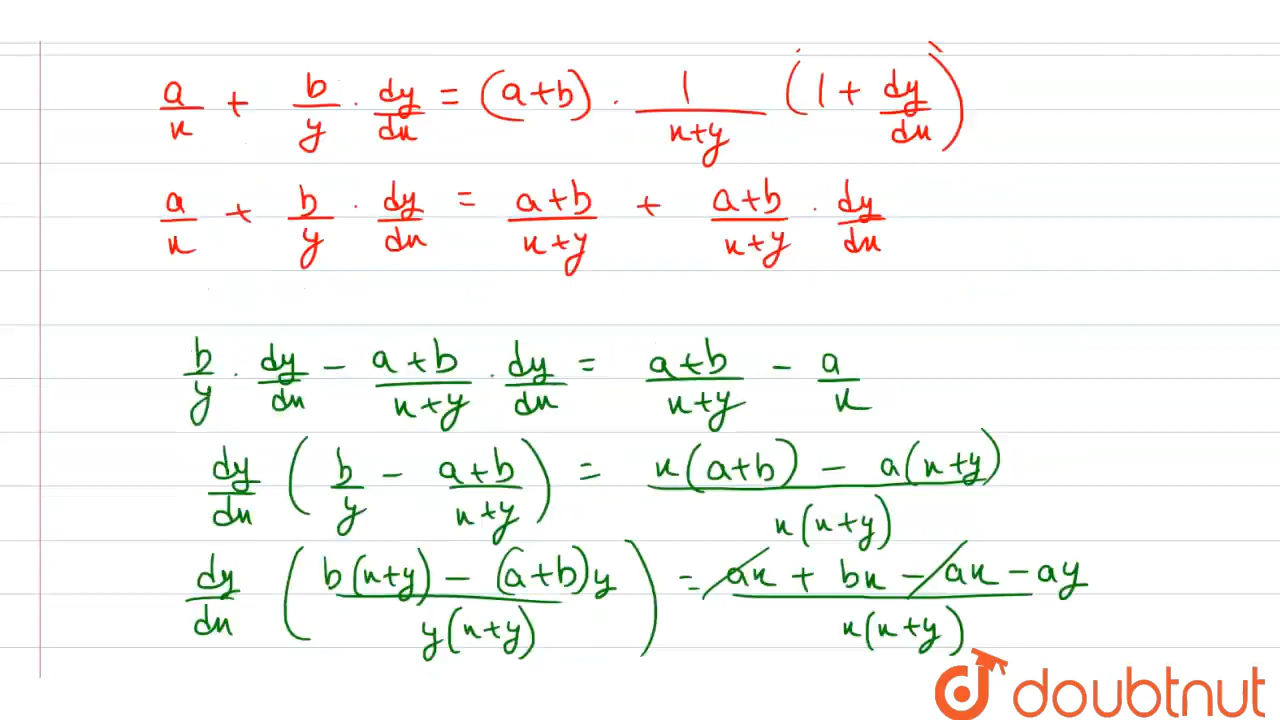 a/x + b/y · dy/dx = (a+b) · 1/(x+y) (1 + dy/dx)
a/x + b/y · dy/dx = (a+b)/(x+y) + (a+b)/(x+y) · dy/dx
b/y · dy/dx − (a+b)/(x+y) · dy/dx = (a+b)/(x+y) − a/x
dy/dx (b/y − (a+b)/(x+y)) = (x(a+b) − a(x+y))/(x(x+y))
dy/dx ((b(x+y) − (a+b)y)/(y(x+y))) = (ax + bx − ax − ay)/(x(x+y))
doubtnut